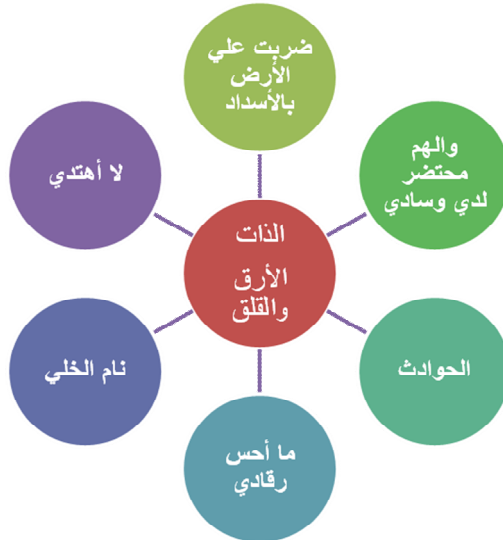 ضربت علي
الأرض
بالأسداد
والهم
محتضر
لدي وسادي
الحوادث
ما أحس
رقادي
نام الخلي
لا أهتدي
الذات
الأرق
والقلق